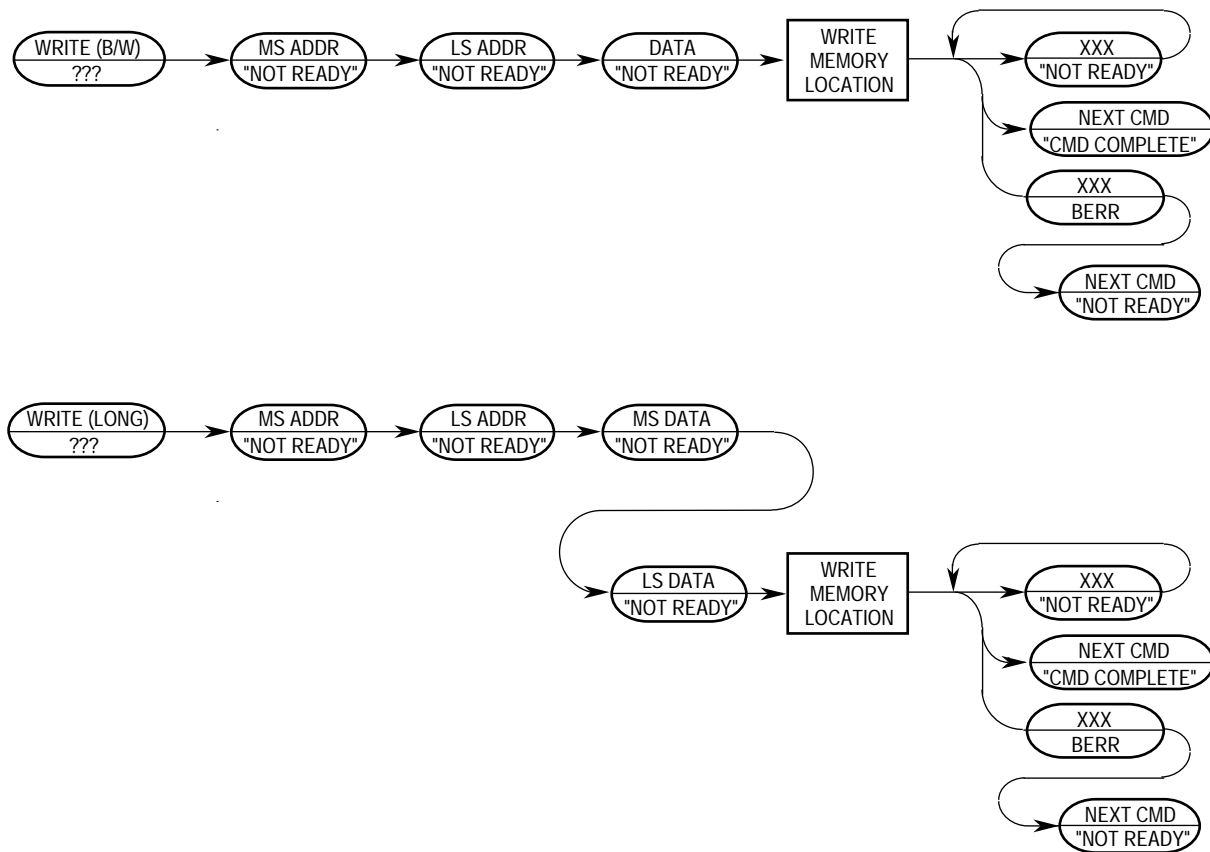 WRITE (B/W)
???
MS ADDR
"NOT READY"
LS ADDR
"NOT READY"
DATA
"NOT READY"
WRITE
MEMORY
LOCATION
XXX
"NOT READY"
NEXT CMD
"CMD COMPLETE"
XXX
BERR
NEXT CMD
"NOT READY"
WRITE (LONG)
???
MS ADDR
"NOT READY"
LS ADDR
"NOT READY"
MS DATA
"NOT READY"
LS DATA
"NOT READY"
WRITE
MEMORY
LOCATION
XXX
"NOT READY"
NEXT CMD
"CMD COMPLETE"
XXX
BERR
NEXT CMD
"NOT READY"